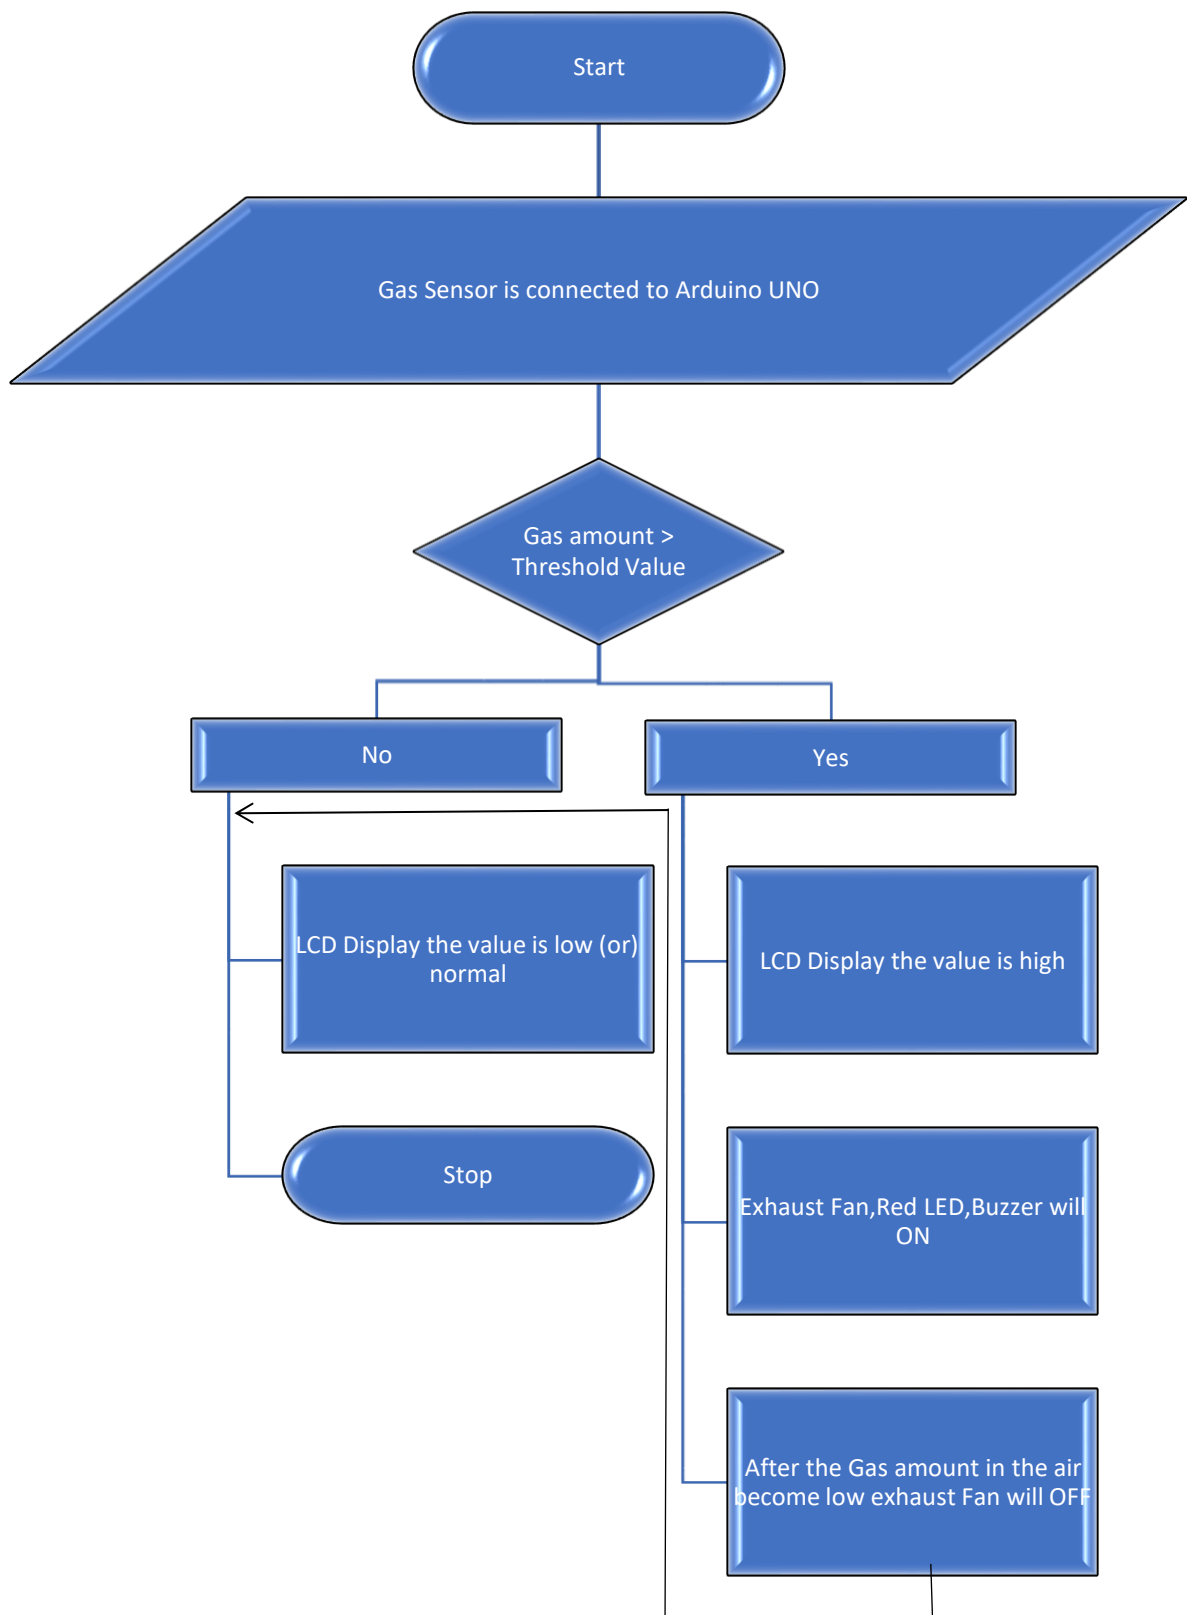 Start
Gas Sensor is connected to Arduino UNO
Gas amount >
Threshold Value
No
Yes
LCD Display the value is low (or)
normal
LCD Display the value is high
Stop
Exhaust Fan,Red LED,Buzzer will
ON
After the Gas amount in the air
become low exhaust Fan will OFF